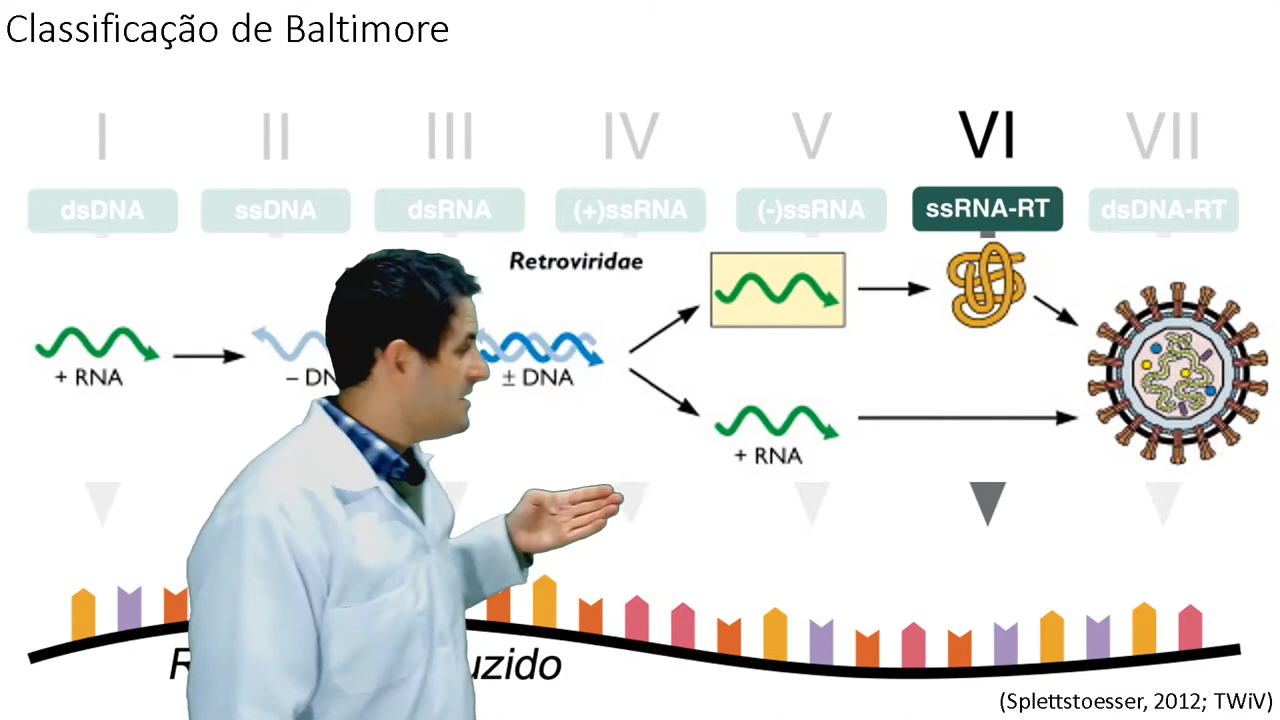 Classificação de Baltimore
I II III IV V VI VII
dsDNA ssDNA dsRNA (+)ssRNA (-)ssRNA ssRNA-RT dsDNA-RT
Retroviridae
+ RNA
± DNA
+ RNA
(Splettstoesser, 2012; TWiV)